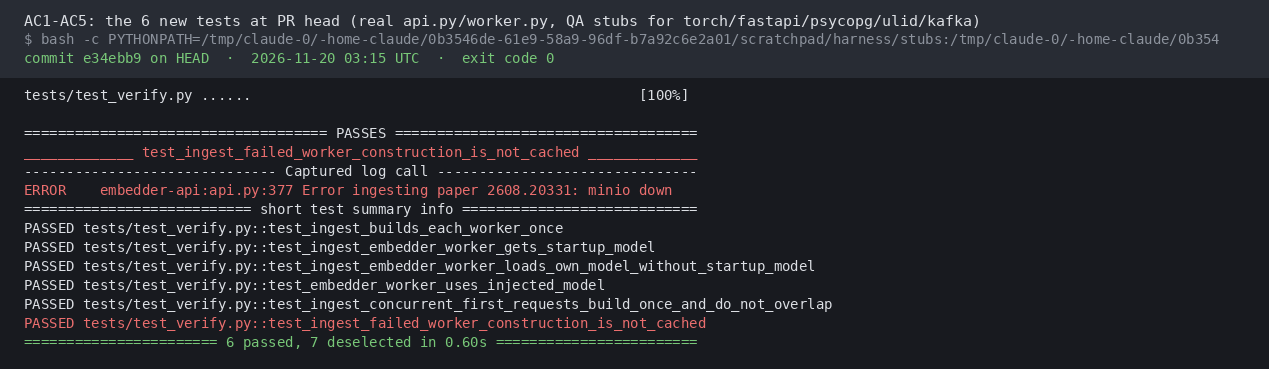 AC1-AC5: the 6 new tests at PR head (real api.py/worker.py, QA stubs for torch/fastapi/psycopg/ulid/kafka)
$ bash -c PYTHONPATH=/tmp/claude-0/-home-claude/0b3546de-61e9-58a9-96df-b7a92c6e2a01/scratchpad/harness/stubs:/tmp/claude-0/-home-claude/0b354
commit e34ebb9 on HEAD · 2026-11-20 03:15 UTC · exit code 0
tests/test_verify.py ...... [100%]
==================================== PASSES ====================================
_____________ test_ingest_failed_worker_construction_is_not_cached _____________
------------------------------ Captured log call -------------------------------
ERROR    embedder-api:api.py:377 Error ingesting paper 2608.20331: minio down
=========================== short test summary info ============================
PASSED tests/test_verify.py::test_ingest_builds_each_worker_once
PASSED tests/test_verify.py::test_ingest_embedder_worker_gets_startup_model
PASSED tests/test_verify.py::test_ingest_embedder_worker_loads_own_model_without_startup_model
PASSED tests/test_verify.py::test_embedder_worker_uses_injected_model
PASSED tests/test_verify.py::test_ingest_concurrent_first_requests_build_once_and_do_not_overlap
PASSED tests/test_verify.py::test_ingest_failed_worker_construction_is_not_cached
======================= 6 passed, 7 deselected in 0.60s ========================